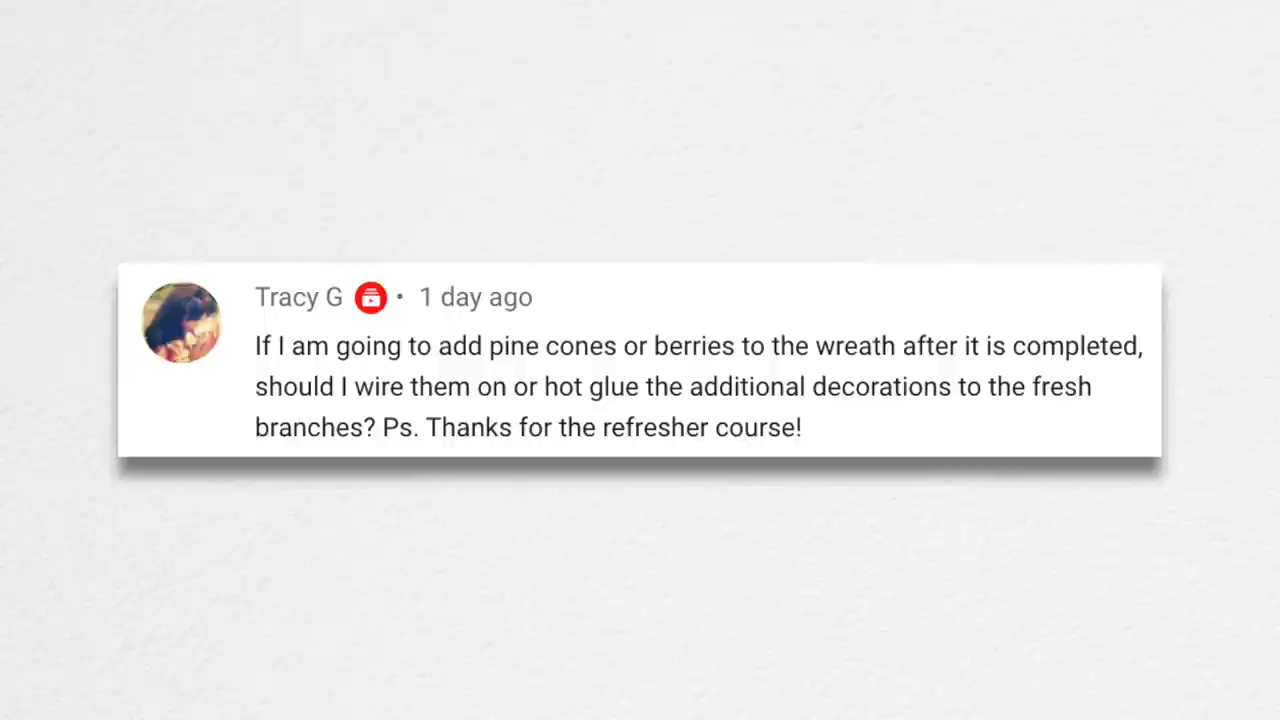 Tracy G • 1 day ago
If I am going to add pine cones or berries to the wreath after it is completed,
should I wire them on or hot glue the additional decorations to the fresh
branches? Ps. Thanks for the refresher course!